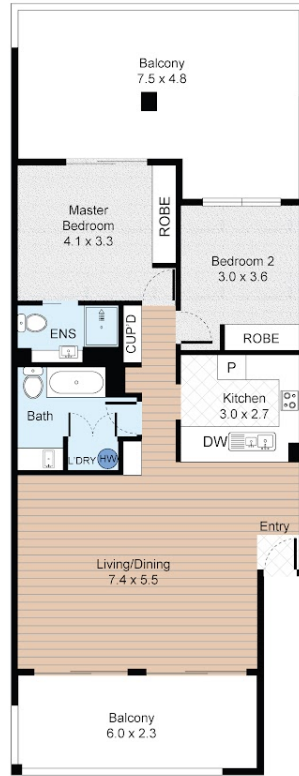 Balcony
7.5 x 4.8
Master
Bedroom
4.1 x 3.3
ROBE
Bedroom 2
3.0 x 3.6
ENS
CUP'D
ROBE
P
Kitchen
3.0 x 2.7
Bath
DW
L'DRY
HW
Entry
Living/Dining
7.4 x 5.5
Balcony
6.0 x 2.3